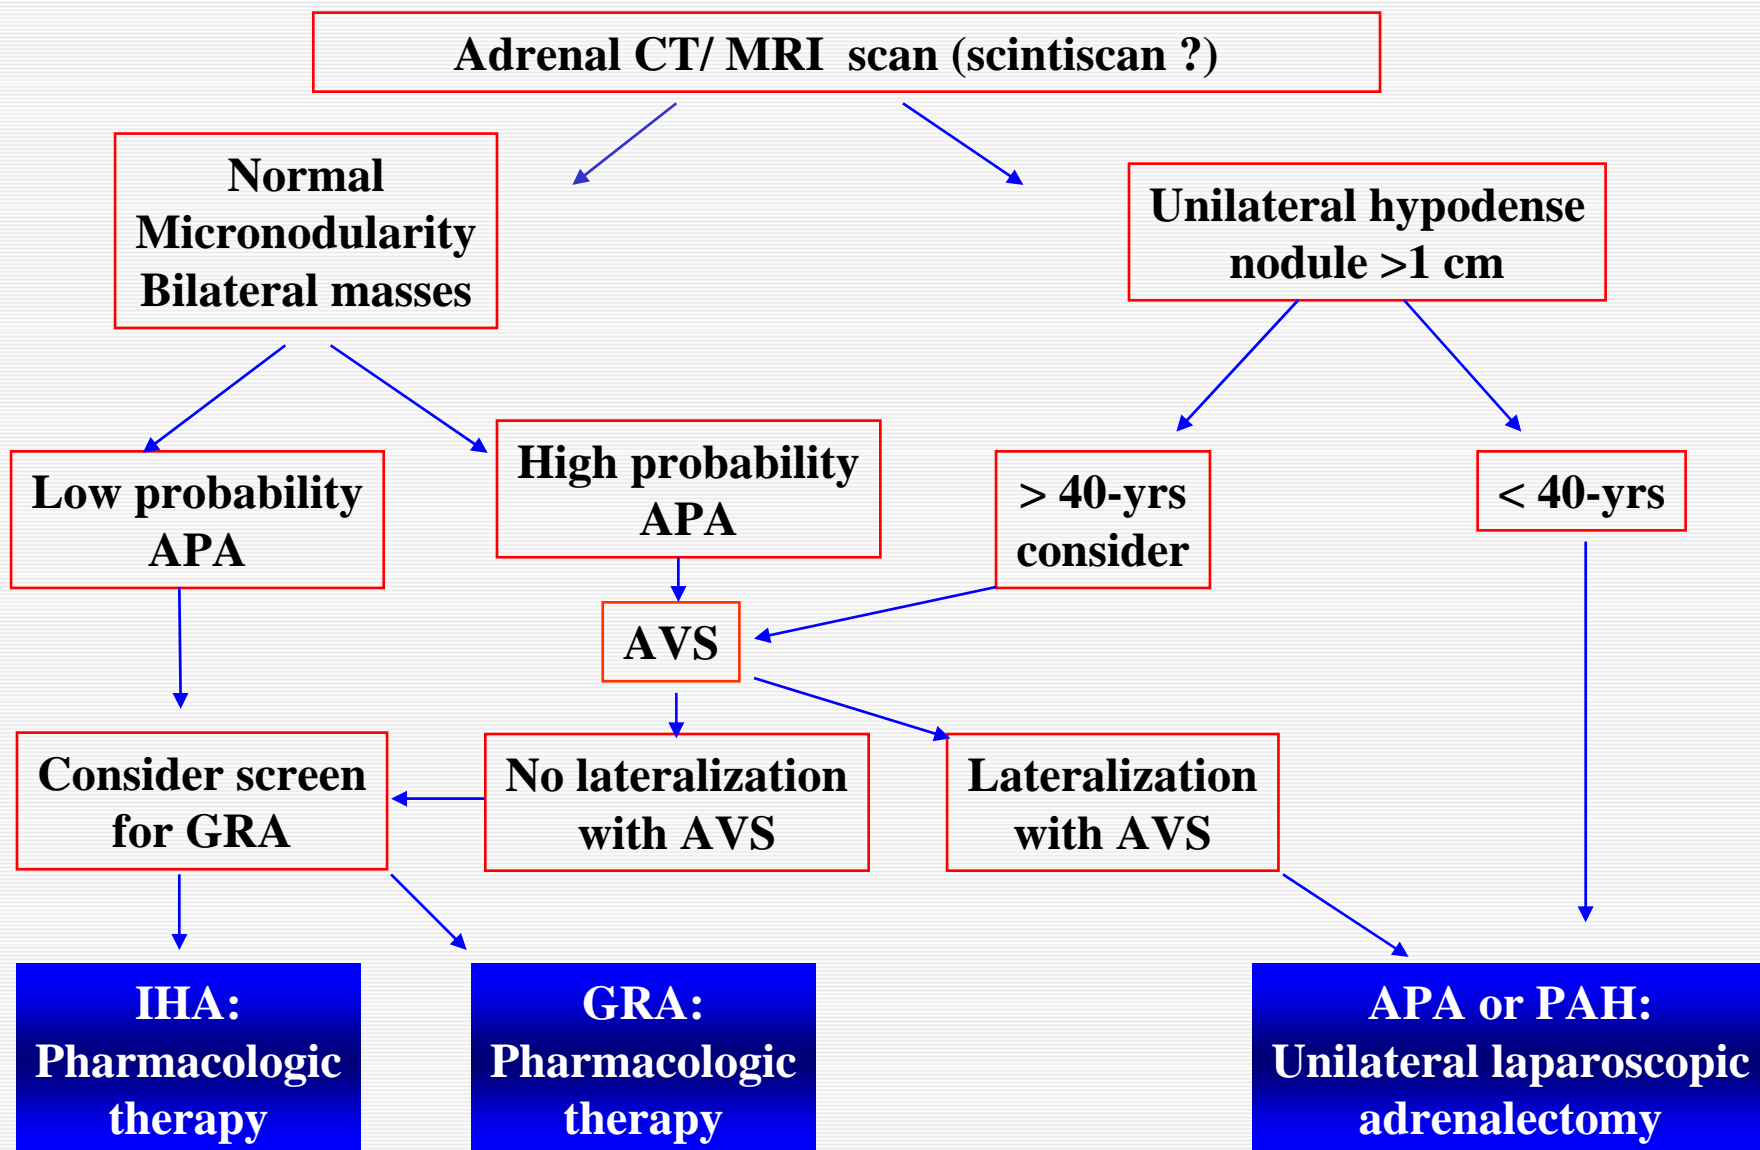 Adrenal CT/ MRI  scan (scintiscan ?)
Normal
Micronodularity
Bilateral masses
Unilateral hypodense
nodule >1 cm
Low probability
APA
High probability
APA
> 40-yrs
consider
< 40-yrs
AVS
Consider screen
for GRA
No lateralization
with AVS
Lateralization
with AVS
IHA:
Pharmacologic
therapy
GRA:
Pharmacologic
therapy
APA or PAH:
Unilateral laparoscopic
adrenalectomy